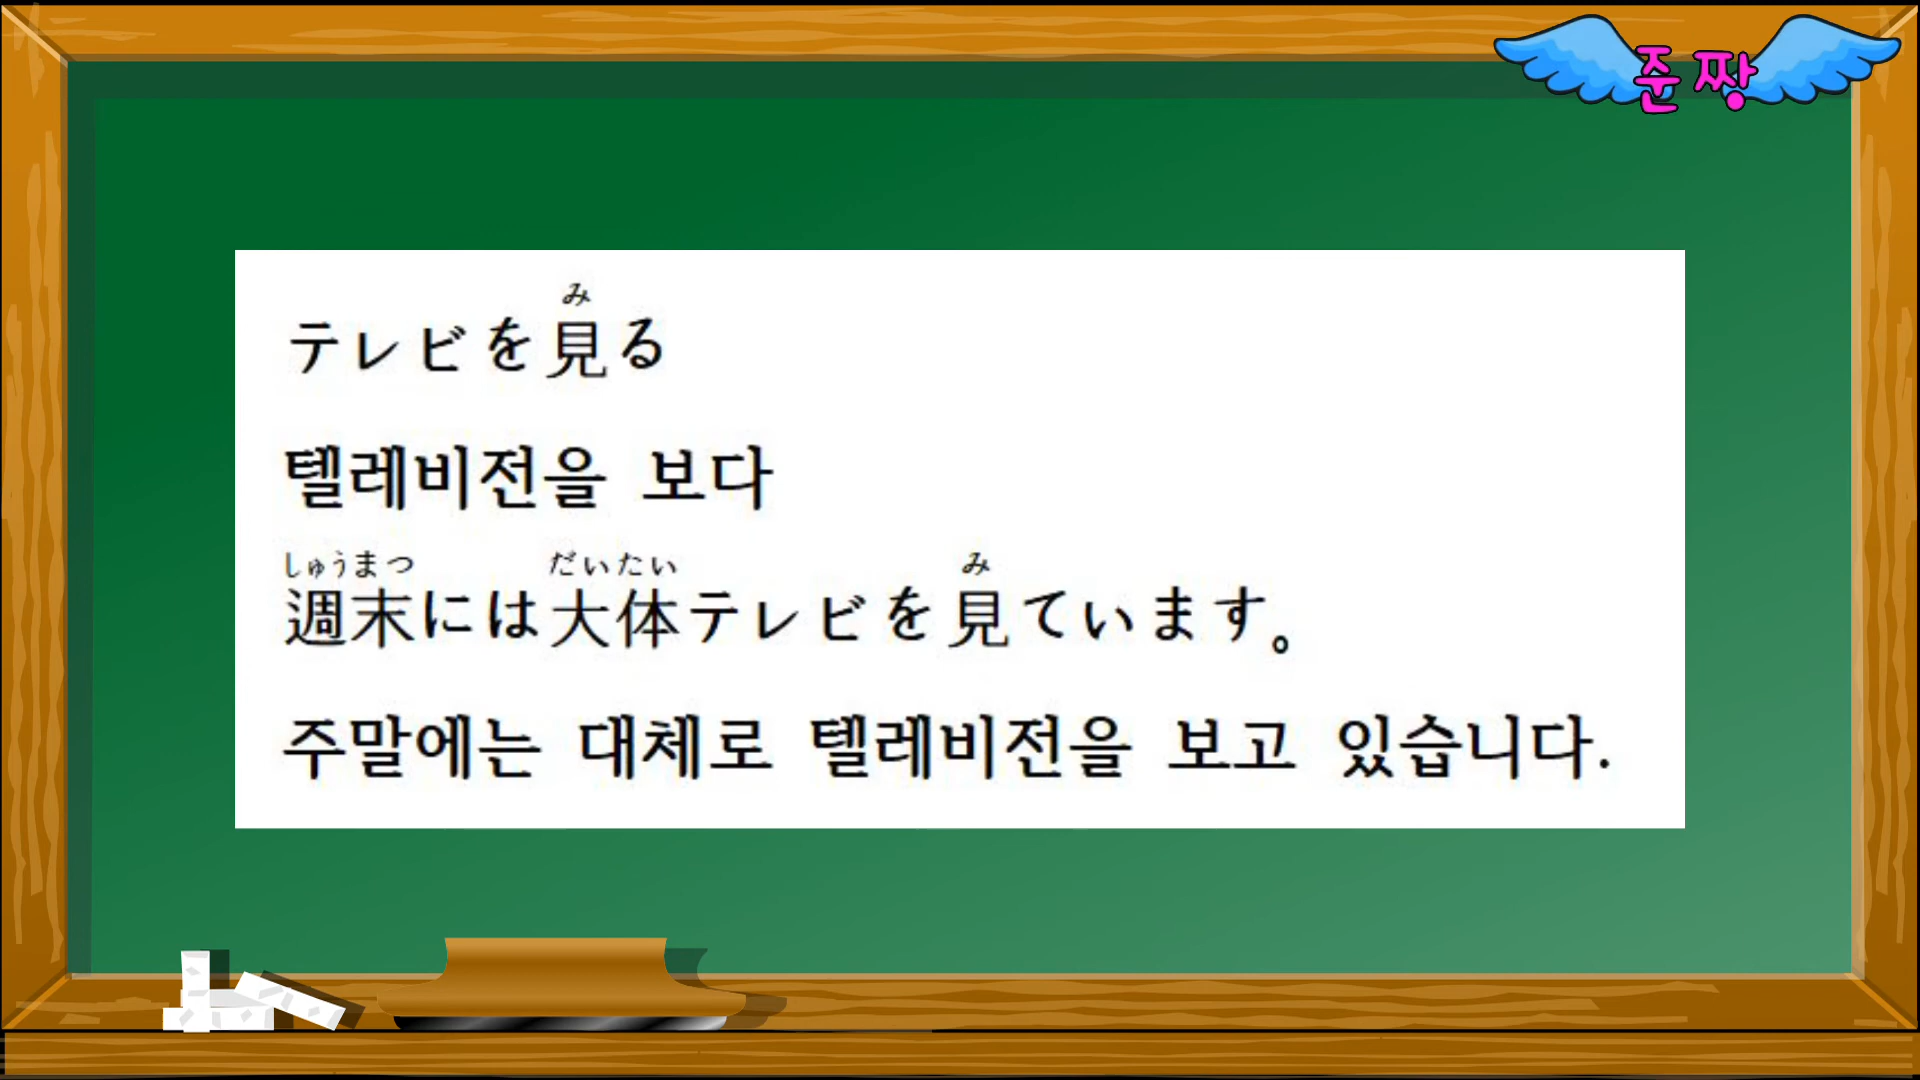 준짱
み
テレビを見る
텔레비전을 보다
しゅうまつ だいたい み
週末には大体テレビを見ています。
주말에는 대체로 텔레비전을 보고 있습니다.